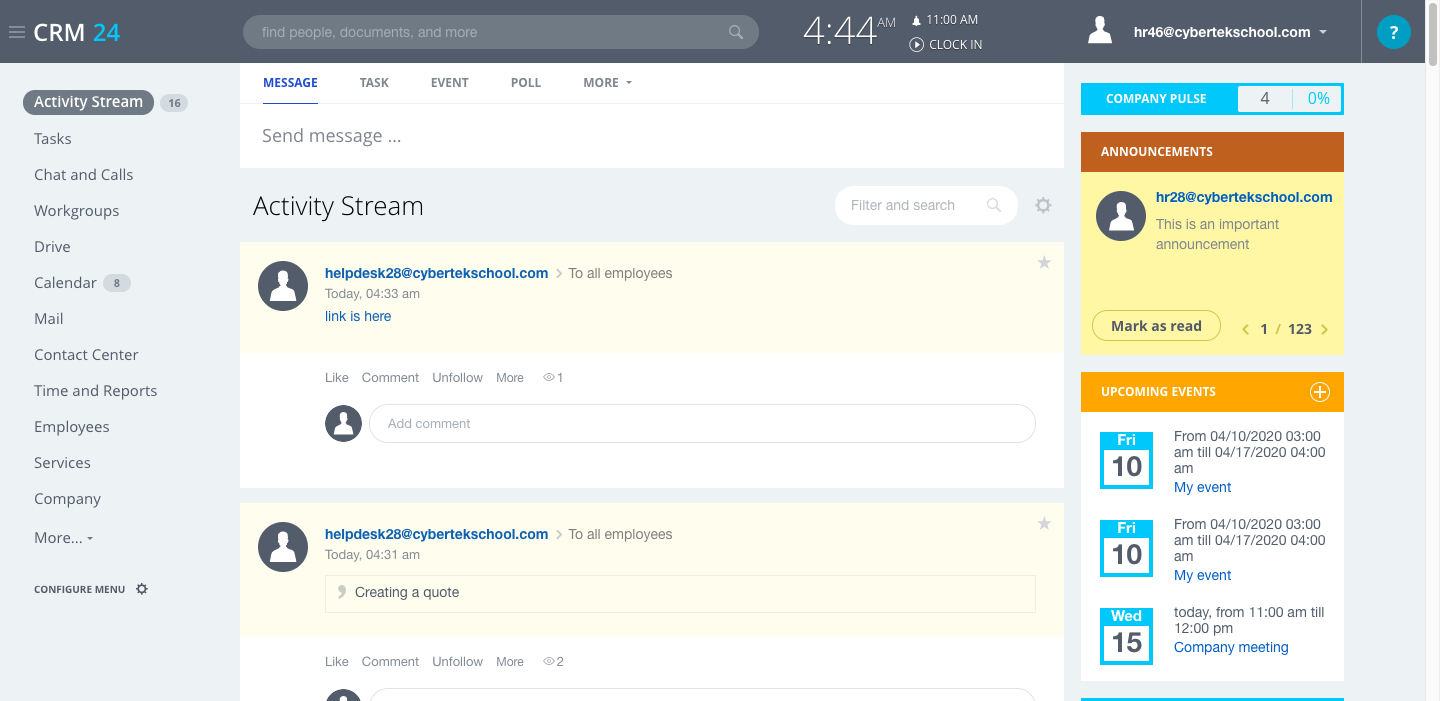 CRM 24
find people, documents, and more
4:44 AM
11:00 AM
CLOCK IN
hr46@cybertekschool.com
?
Activity Stream 16
Tasks
Chat and Calls
Workgroups
Drive
Calendar 8
Mail
Contact Center
Time and Reports
Employees
Services
Company
More...
CONFIGURE MENU
MESSAGE TASK EVENT POLL MORE
Send message ...
Activity Stream
Filter and search
helpdesk28@cybertekschool.com > To all employees
Today, 04:33 am
link is here
Like Comment Unfollow More 1
Add comment
helpdesk28@cybertekschool.com > To all employees
Today, 04:31 am
Creating a quote
Like Comment Unfollow More 2
COMPANY PULSE 4 0%
ANNOUNCEMENTS
hr28@cybertekschool.com
This is an important
announcement
Mark as read
1 / 123
UPCOMING EVENTS
Fri
10
From 04/10/2020 03:00
am till 04/17/2020 04:00
am
My event
Fri
10
From 04/10/2020 03:00
am till 04/17/2020 04:00
am
My event
Wed
15
today, from 11:00 am till
12:00 pm
Company meeting